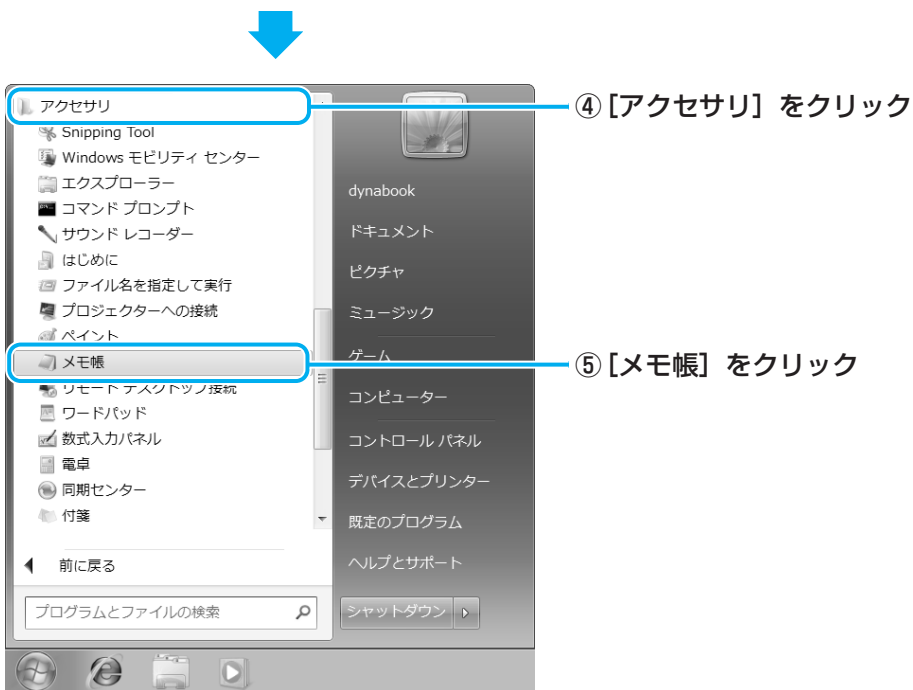 アクセサリ
④[アクセサリ]をクリック
Snipping Tool
Windows モビリティ センター
エクスプローラー
コマンド プロンプト
サウンド レコーダー
はじめに
ファイル名を指定して実行
プロジェクターへの接続
ペイント
メモ帳
⑤[メモ帳]をクリック
リモート デスクトップ接続
ワードパッド
数式入力パネル
電卓
同期センター
付箋
前に戻る
プログラムとファイルの検索
dynabook
ドキュメント
ピクチャ
ミュージック
ゲーム
コンピューター
コントロール パネル
デバイスとプリンター
既定のプログラム
ヘルプとサポート
シャットダウン